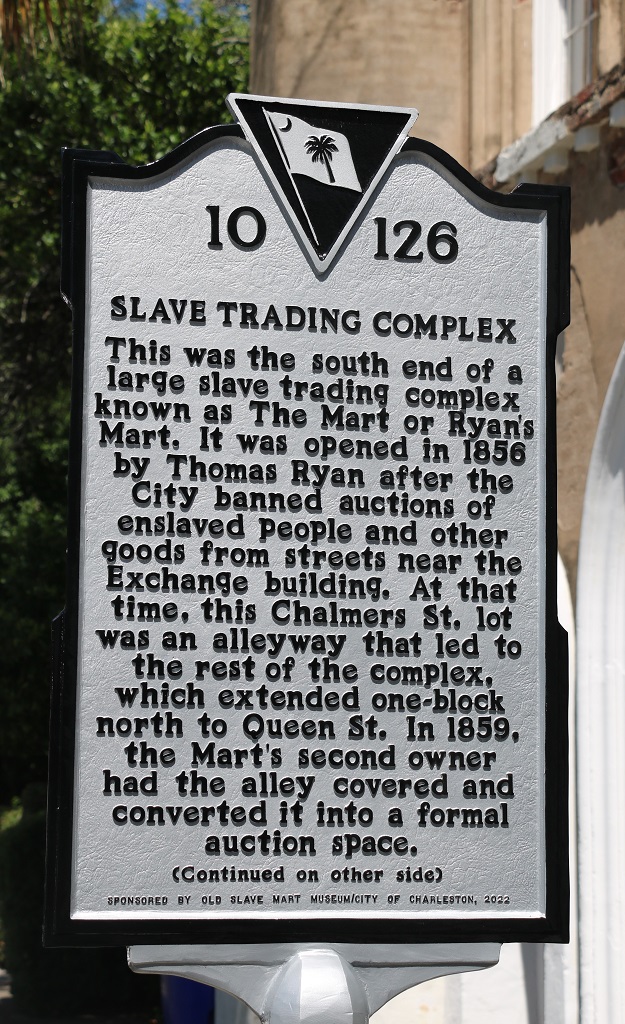 10 126
SLAVE TRADING COMPLEX
This was the south end of a
large slave trading complex
known as The Mart or Ryan's
Mart. It was opened in 1856
by Thomas Ryan after the
City banned auctions of
enslaved people and other
goods from streets near the
Exchange building. At that
time, this Chalmers St. lot
was an alleyway that led to
the rest of the complex,
which extended one-block
north to Queen St. In 1859,
the Mart's second owner
had the alley covered and
converted it into a formal
auction space.
(Continued on other side)
SPONSORED BY OLD SLAVE MART MUSEUM/CITY OF CHARLESTON, 2022